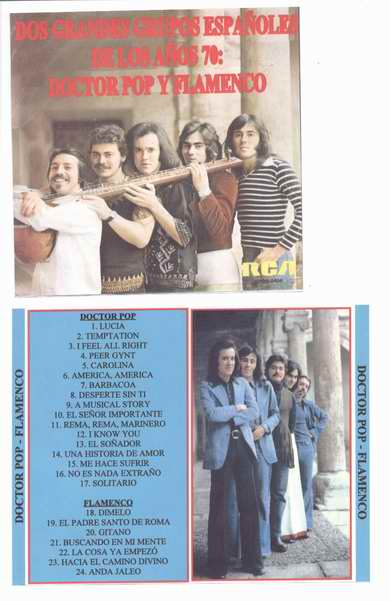 DOS GRANDES GRUPOS ESPAÑOLES
DE LOS AÑOS 70:
DOCTOR POP Y FLAMENCO
RCA
DOCTOR POP - FLAMENCO
DOCTOR POP
1. LUCIA
2. TEMPTATION
3. I FEEL ALL RIGHT
4. PEER GYNT
5. CAROLINA
6. AMERICA, AMERICA
7. BARBACOA
8. DESPERTE SIN TI
9. A MUSICAL STORY
10. EL SEÑOR IMPORTANTE
11. REMA, REMA, MARINERO
12. I KNOW YOU
13. EL SOÑADOR
14. UNA HISTORIA DE AMOR
15. ME HACE SUFRIR
16. NO ES NADA EXTRAÑO
17. SOLITARIO
FLAMENCO
18. DIMELO
19. EL PADRE SANTO DE ROMA
20. GITANO
21. BUSCANDO EN MI MENTE
22. LA COSA YA EMPEZÓ
23. HACIA EL CAMINO DIVINO
24. ANDA JALEO
DOCTOR POP - FLAMENCO